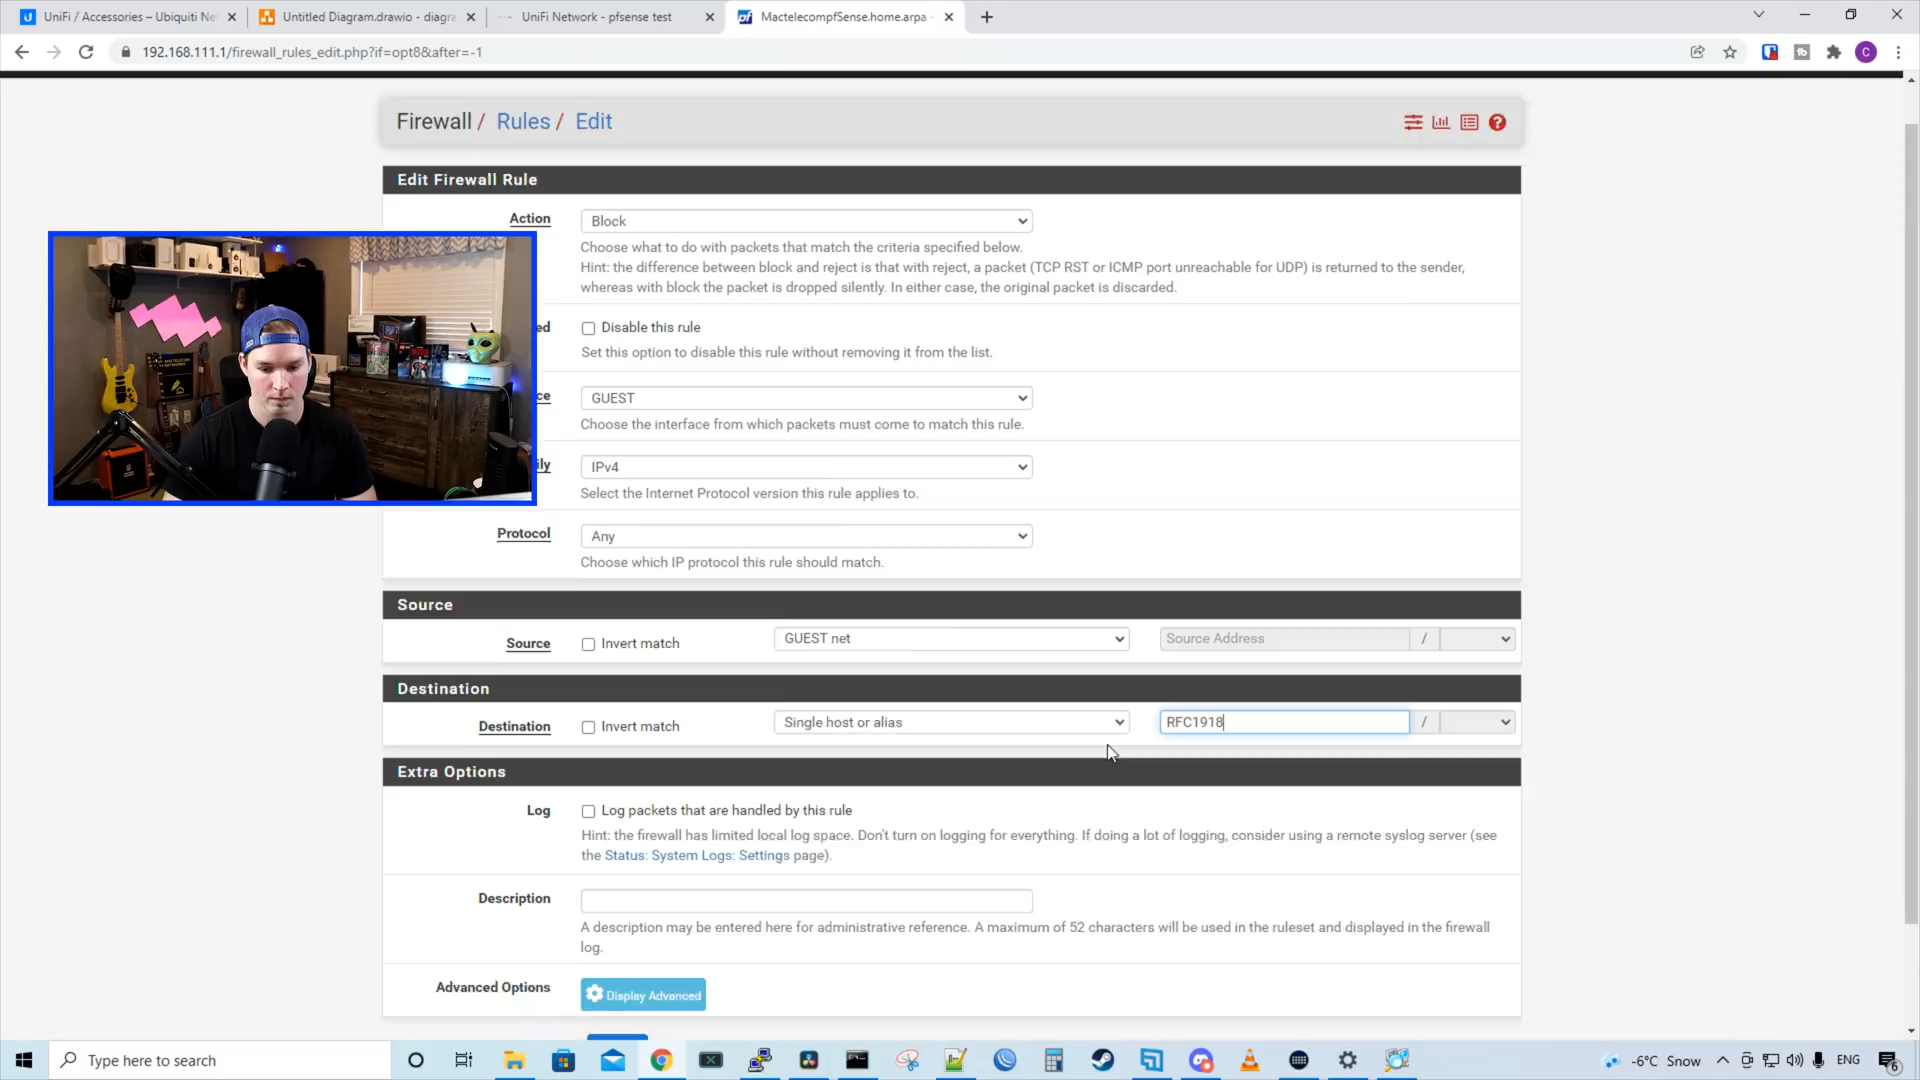 UniFi / Accessories – Ubiquiti Ne
Untitled Diagram.drawio - diagra
UniFi Network - pfsense test
MactelecompfSense.home.arpa -
192.168.111.1/firewall_rules_edit.php?if=opt8&after=-1
Firewall / Rules / Edit
Edit Firewall Rule
Action
Block
Choose what to do with packets that match the criteria specified below.
Hint: the difference between block and reject is that with reject, a packet (TCP RST or ICMP port unreachable for UDP) is returned to the sender,
whereas with block the packet is dropped silently. In either case, the original packet is discarded.
ed
Disable this rule
Set this option to disable this rule without removing it from the list.
ce
GUEST
Choose the interface from which packets must come to match this rule.
ily
IPv4
Select the Internet Protocol version this rule applies to.
Protocol
Any
Choose which IP protocol this rule should match.
Source
Source
Invert match
GUEST net
Source Address
/
Destination
Destination
Invert match
Single host or alias
RFC1918
/
Extra Options
Log
Log packets that are handled by this rule
Hint: the firewall has limited local log space. Don't turn on logging for everything. If doing a lot of logging, consider using a remote syslog server (see
the Status: System Logs: Settings page).
Description
A description may be entered here for administrative reference. A maximum of 52 characters will be used in the ruleset and displayed in the firewall
log.
Advanced Options
Display Advanced
Type here to search
-6°C Snow
ENG
6